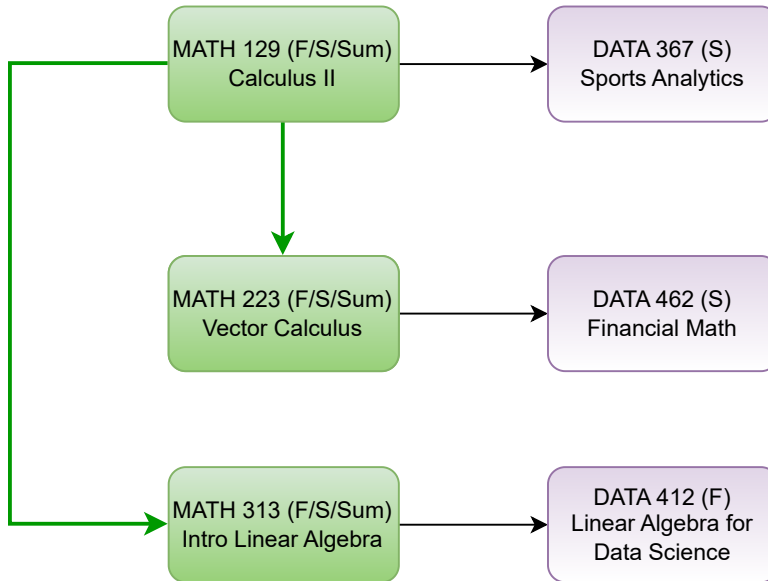 MATH 129 (F/S/Sum)
Calculus II
DATA 367 (S)
Sports Analytics
MATH 223 (F/S/Sum)
Vector Calculus
DATA 462 (S)
Financial Math
MATH 313 (F/S/Sum)
Intro Linear Algebra
DATA 412 (F)
Linear Algebra for
Data Science